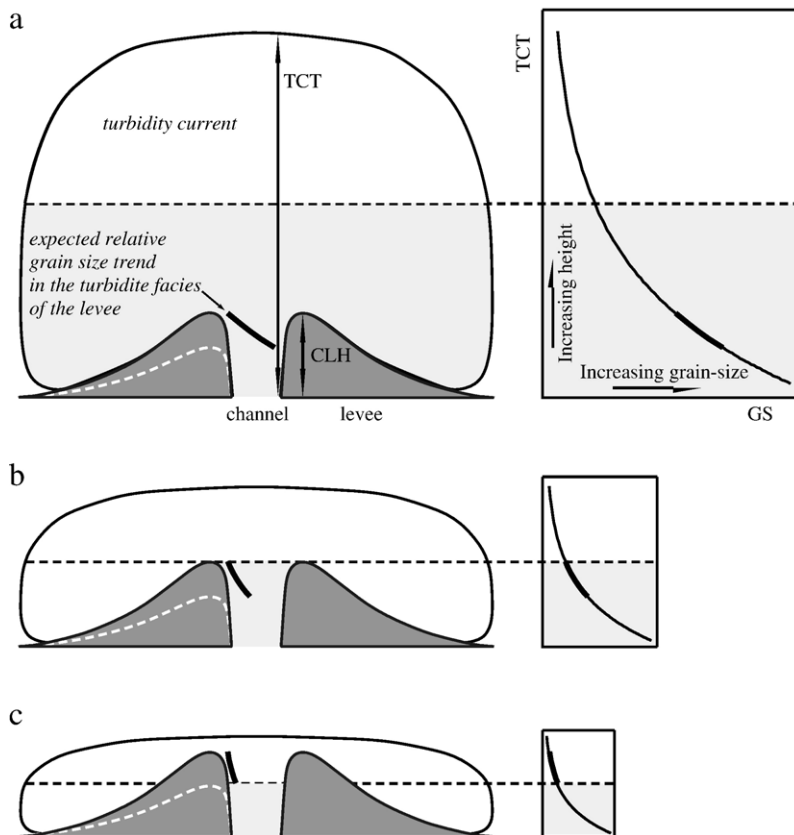 a
TCT
turbidity current
expected relative
grain size trend
in the turbidite facies
of the levee
CLH
channel
levee
TCT
Increasing height
Increasing grain-size
GS
b
c